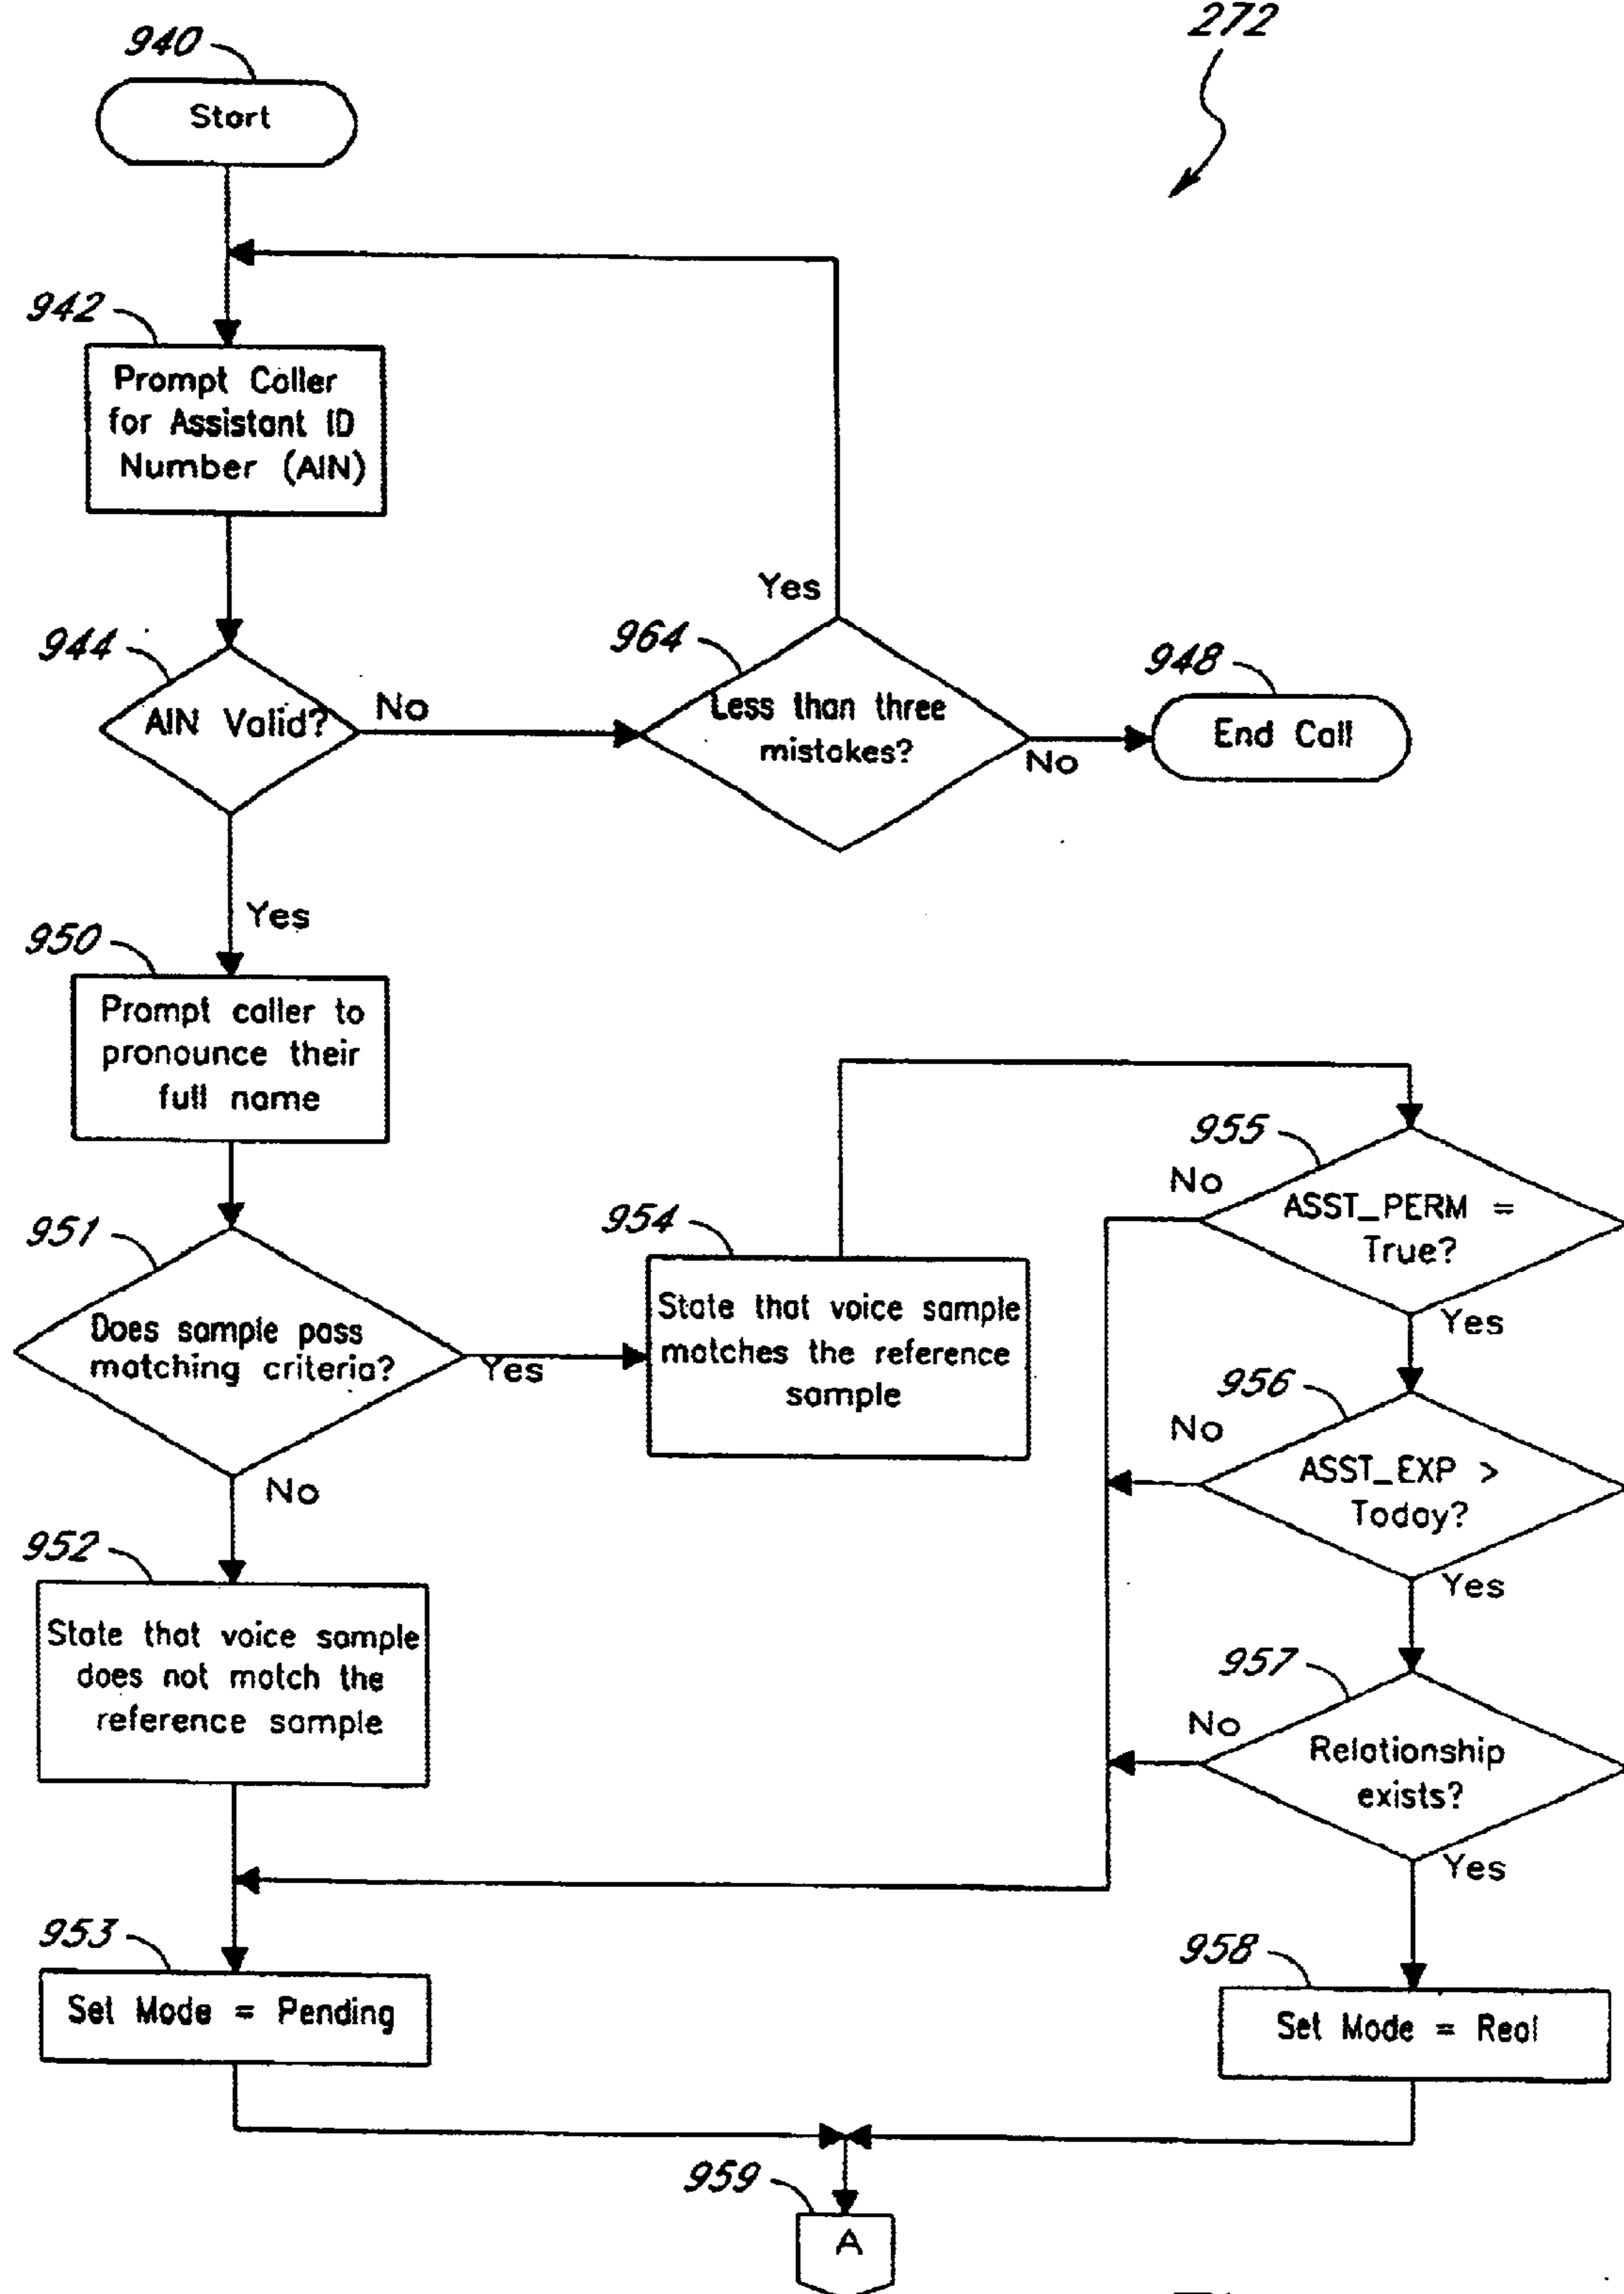 272
940
Start
942
Prompt Caller
for Assistant ID
Number (AIN)
Yes
944
AIN Valid?
No
964
Less than three
mistakes?
No
948
End Call
Yes
950
Prompt caller to
pronounce their
full name
951
Does sample pass
matching criteria?
Yes
954
State that voice sample
matches the reference
sample
955
No
ASST_PERM =
True?
Yes
956
No
ASST_EXP >
Today?
Yes
No
952
State that voice sample
does not match the
reference sample
957
No
Relationship
exists?
Yes
953
Set Mode = Pending
958
Set Mode = Real
959
A